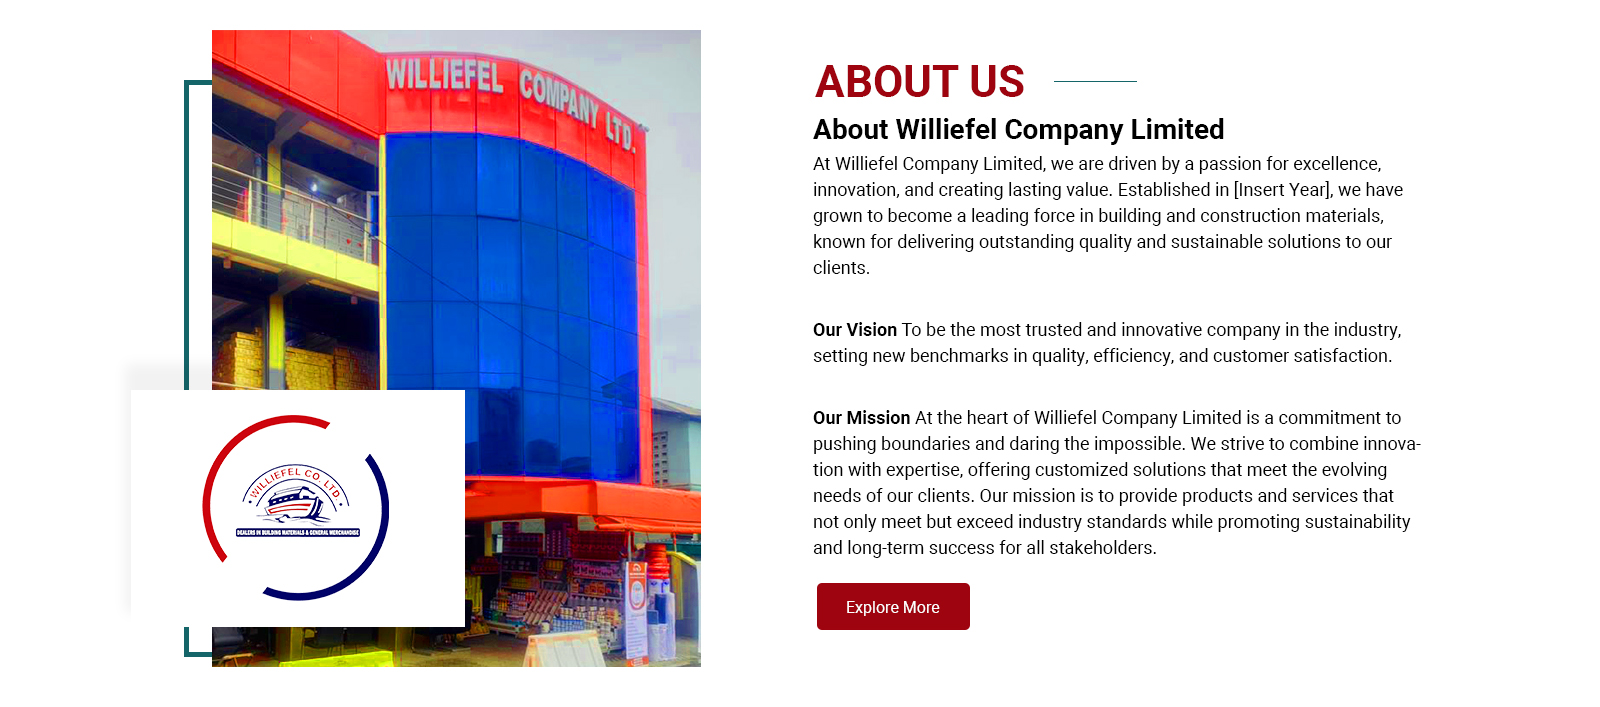 WILLIEFEL COMPANY LTD.
WILLIEFEL CO. LTD.
DEALERS IN BUILDING MATERIALS & GENERAL MERCHANDISE
ABOUT US
About Williefel Company Limited
At Williefel Company Limited, we are driven by a passion for excellence,
innovation, and creating lasting value. Established in [Insert Year], we have
grown to become a leading force in building and construction materials,
known for delivering outstanding quality and sustainable solutions to our
clients.
Our Vision To be the most trusted and innovative company in the industry,
setting new benchmarks in quality, efficiency, and customer satisfaction.
Our Mission At the heart of Williefel Company Limited is a commitment to
pushing boundaries and daring the impossible. We strive to combine innova-
tion with expertise, offering customized solutions that meet the evolving
needs of our clients. Our mission is to provide products and services that
not only meet but exceed industry standards while promoting sustainability
and long-term success for all stakeholders.
Explore More